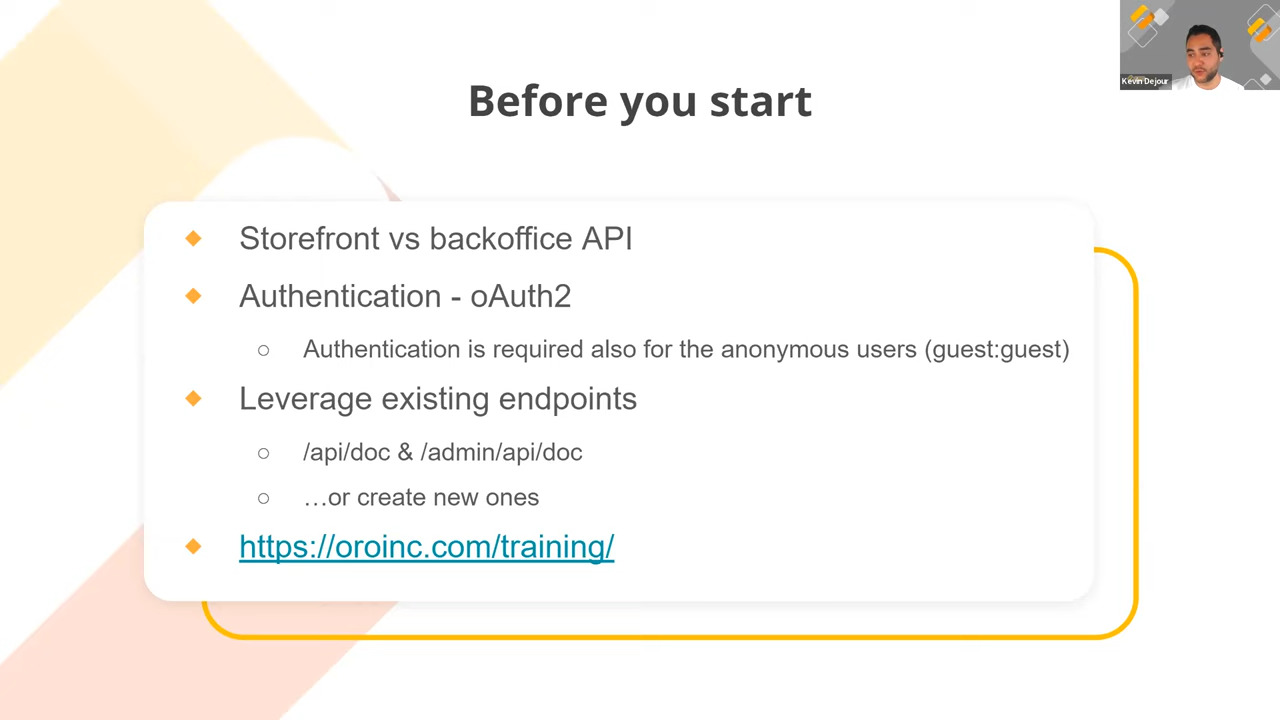 Kevin Dejour
Before you start
Storefront vs backoffice API
Authentication - oAuth2
Authentication is required also for the anonymous users (guest:guest)
Leverage existing endpoints
/api/doc & /admin/api/doc
…or create new ones
https://oroinc.com/training/